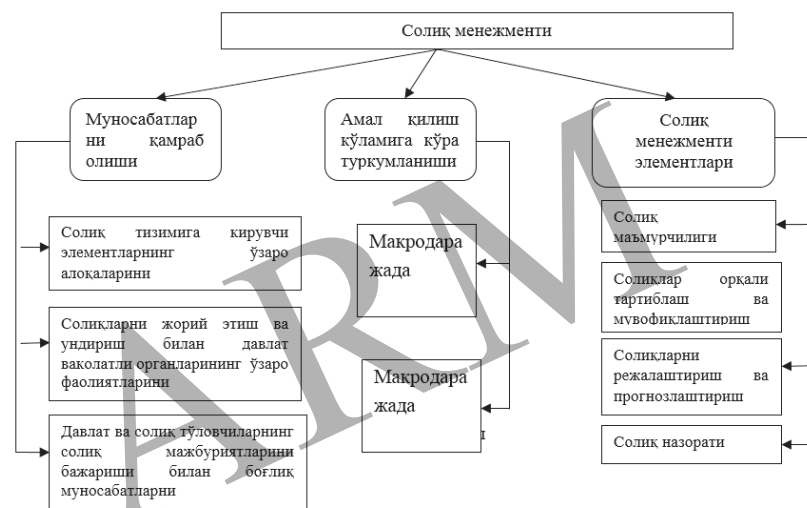 Солиқ менежменти
Муносабатлар
ни қамраб
олиши
Амал қилиш
кўламига кўра
туркумланиши
Солиқ
менежменти
элементлари
Солиқ тизимига кирувчи
элементларнинг ўзаро
алоқаларини
Солиқларни жорий этиш ва
ундириш билан давлат
ваколатли органларининг ўзаро
фаолиятларини
Давлат ва солиқ тўловчиларнинг
солиқ мажбуриятларини
бажариши билан боғлиқ
муносабатларни
Мақродара
жада
Мақродара
жада
Солиқ
маъмурчилиги
Солиқлар орқали
тартиблаш ва
мувофиқлаштириш
Солиқларни
режалаштириш ва
прогнозлаштириш
Солиқ назорати
ARM